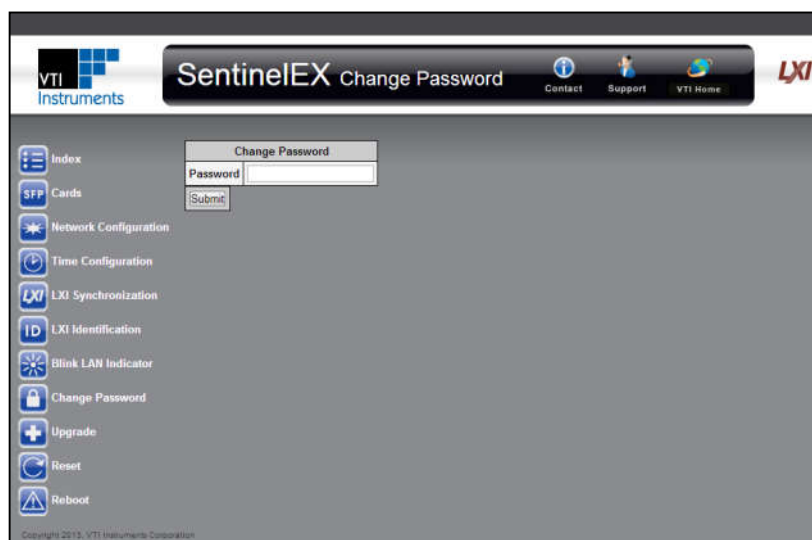 VTI
Instruments
SentinelEX Change Password
Contact
Support
VTI Home
LXI
Index
SFP Cards
Network Configuration
Time Configuration
LXI LXI Synchronization
ID LXI Identification
Blink LAN Indicator
Change Password
Upgrade
Reset
Reboot
Change Password
Password
Submit
Copyright 2015, VTI Instruments Corporation